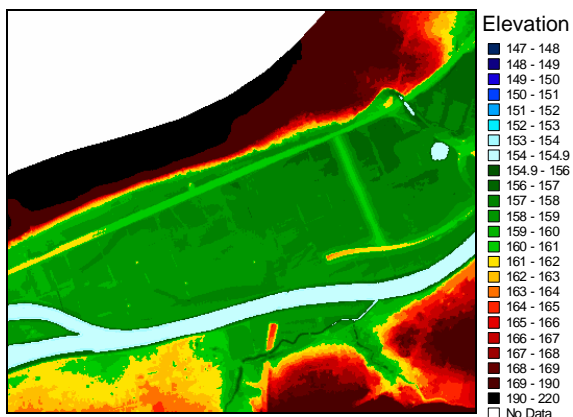 Elevation
147 - 148
148 - 149
149 - 150
150 - 151
151 - 152
152 - 153
153 - 154
154 - 154.9
154.9 - 156
156 - 157
157 - 158
158 - 159
159 - 160
160 - 161
161 - 162
162 - 163
163 - 164
164 - 165
165 - 166
166 - 167
167 - 168
168 - 169
169 - 190
190 - 220
No Data